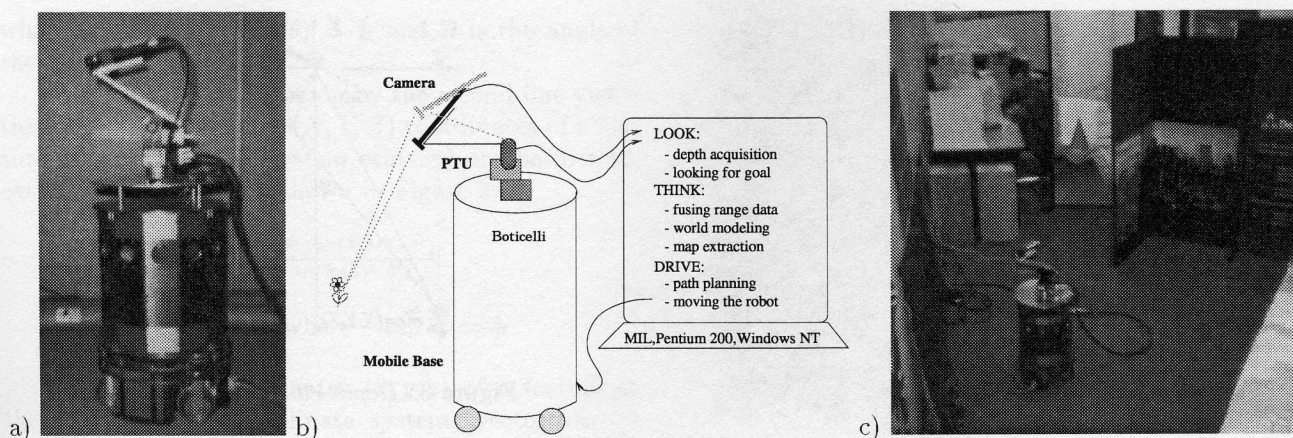 Camera
PTU
Boticelli
Mobile Base
LOOK:
- depth acquisition
- looking for goal
THINK:
- fusing range data
- world modeling
- map extraction
DRIVE:
- path planning
- moving the robot
MIL,Pentium 200,Windows NT
a)
b)
c)